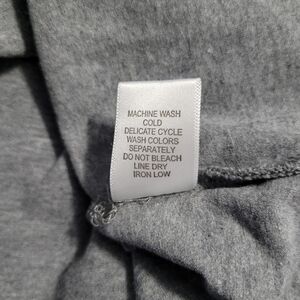 MACHINE WASH
COLD
DELICATE CYCLE
WASH COLORS
SEPARATELY
DO NOT BLEACH
LINE DRY
IRON LOW